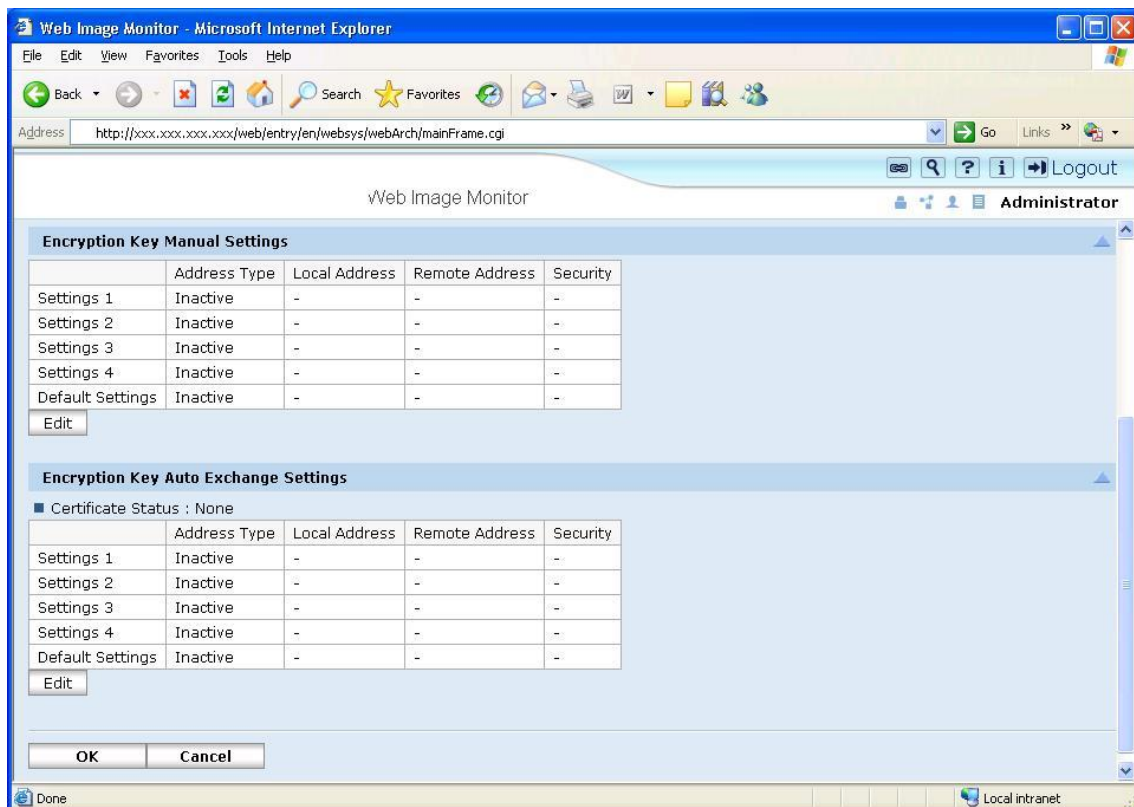 Web Image Monitor - Microsoft Internet Explorer
File Edit View Favorites Tools Help
Back Search Favorites
Address http://xxx.xxx.xxx.xxx/web/entry/en/websys/webArch/mainFrame.cgi Go Links »
Logout
Web Image Monitor Administrator
Encryption Key Manual Settings
Address Type Local Address Remote Address Security
Settings 1 Inactive - - -
Settings 2 Inactive - - -
Settings 3 Inactive - - -
Settings 4 Inactive - - -
Default Settings Inactive - - -
Edit
Encryption Key Auto Exchange Settings
Certificate Status : None
Address Type Local Address Remote Address Security
Settings 1 Inactive - - -
Settings 2 Inactive - - -
Settings 3 Inactive - - -
Settings 4 Inactive - - -
Default Settings Inactive - - -
Edit
OK Cancel
Done Local intranet